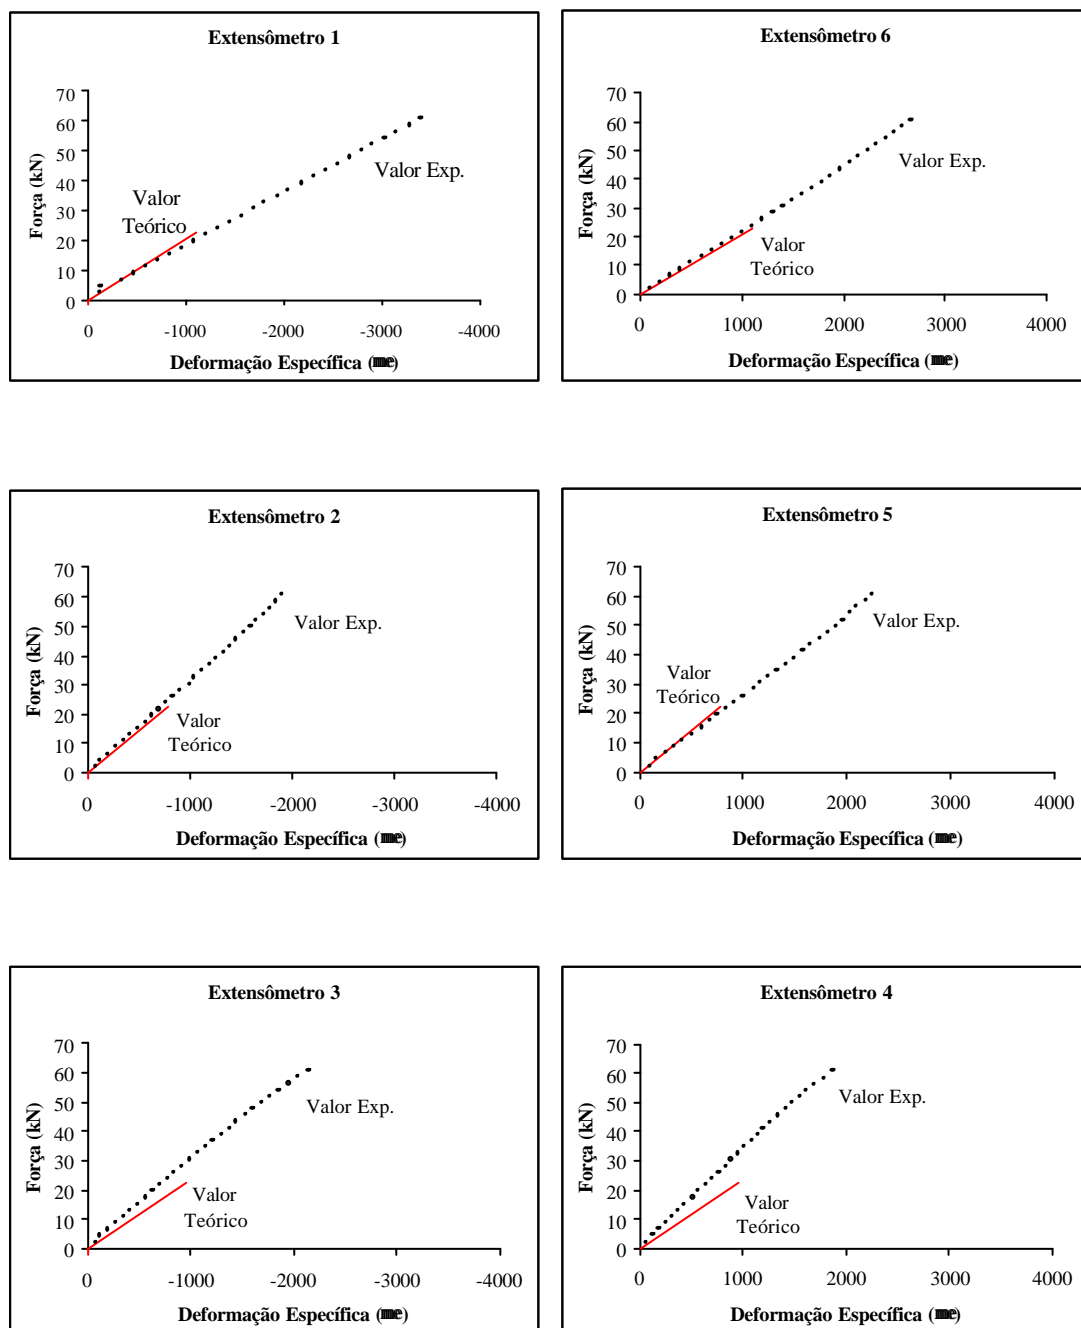 Extensômetro 1
70
60
50
40
30
20
10
0
Força (kN)
Valor
Teórico
Valor Exp.
0 -1000 -2000 -3000 -4000
Deformação Específica (me)
Extensômetro 6
70
60
50
40
30
20
10
0
Força (kN)
Valor Exp.
Valor
Teórico
0 1000 2000 3000 4000
Deformação Específica (me)
Extensômetro 2
70
60
50
40
30
20
10
0
Força (kN)
Valor Exp.
Valor
Teórico
0 -1000 -2000 -3000 -4000
Deformação Específica (me)
Extensômetro 5
70
60
50
40
30
20
10
0
Força (kN)
Valor Exp.
Valor
Teórico
0 1000 2000 3000 4000
Deformação Específica (me)
Extensômetro 3
70
60
50
40
30
20
10
0
Força (kN)
Valor Exp.
Valor
Teórico
0 -1000 -2000 -3000 -4000
Deformação Específica (me)
Extensômetro 4
70
60
50
40
30
20
10
0
Força (kN)
Valor Exp.
Valor
Teórico
0 1000 2000 3000 4000
Deformação Específica (me)